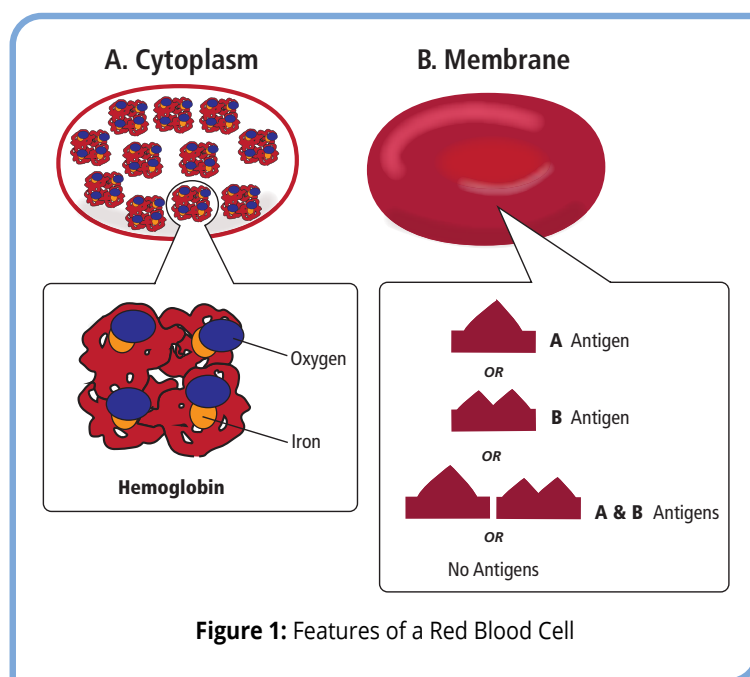 A. Cytoplasm
B. Membrane
Oxygen
Iron
Hemoglobin
A Antigen
OR
B Antigen
OR
A & B Antigens
OR
No Antigens
Figure 1: Features of a Red Blood Cell